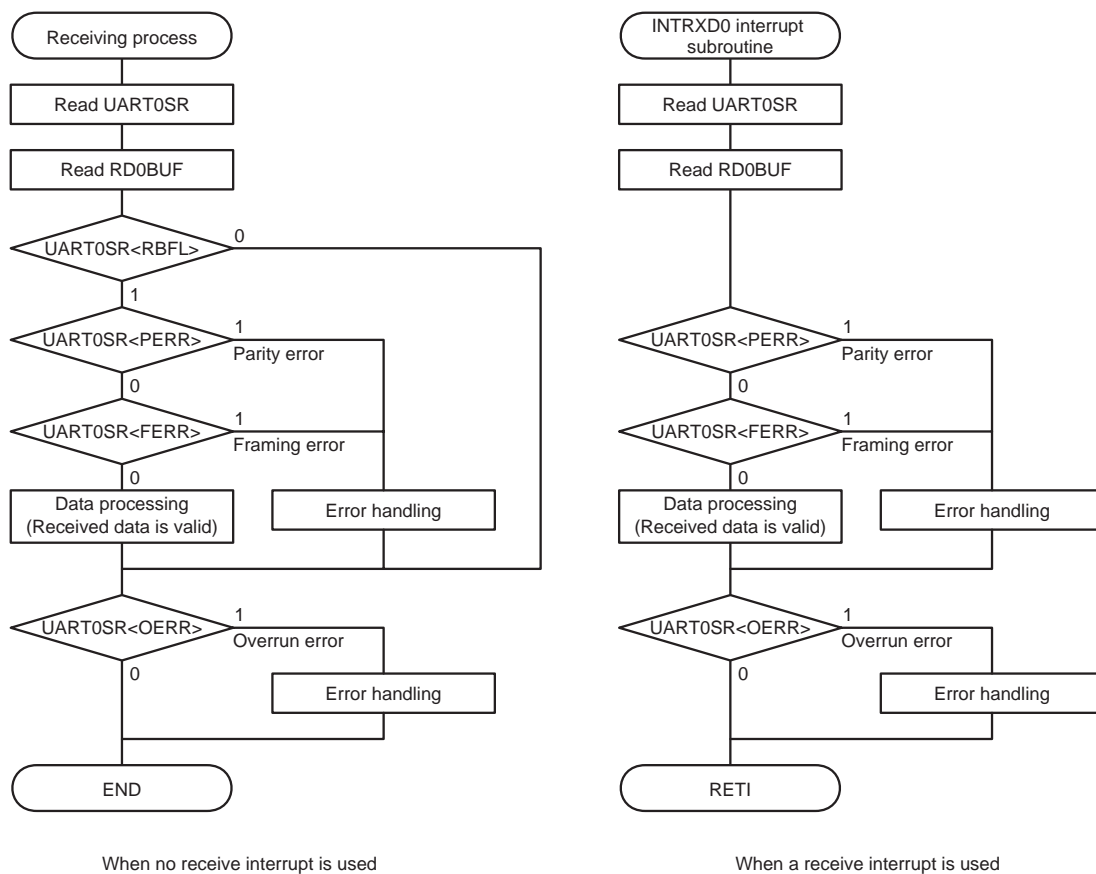 Receiving process
Read UART0SR
Read RD0BUF
UART0SR<RBFL>
0
1
UART0SR<PERR>
1
Parity error
0
UART0SR<FERR>
1
Framing error
0
Data processing
(Received data is valid)
Error handling
UART0SR<OERR>
1
Overrun error
0
Error handling
END
When no receive interrupt is used
INTRXD0 interrupt
subroutine
Read UART0SR
Read RD0BUF
UART0SR<PERR>
1
Parity error
0
UART0SR<FERR>
1
Framing error
0
Data processing
(Received data is valid)
Error handling
UART0SR<OERR>
1
Overrun error
0
Error handling
RETI
When a receive interrupt is used